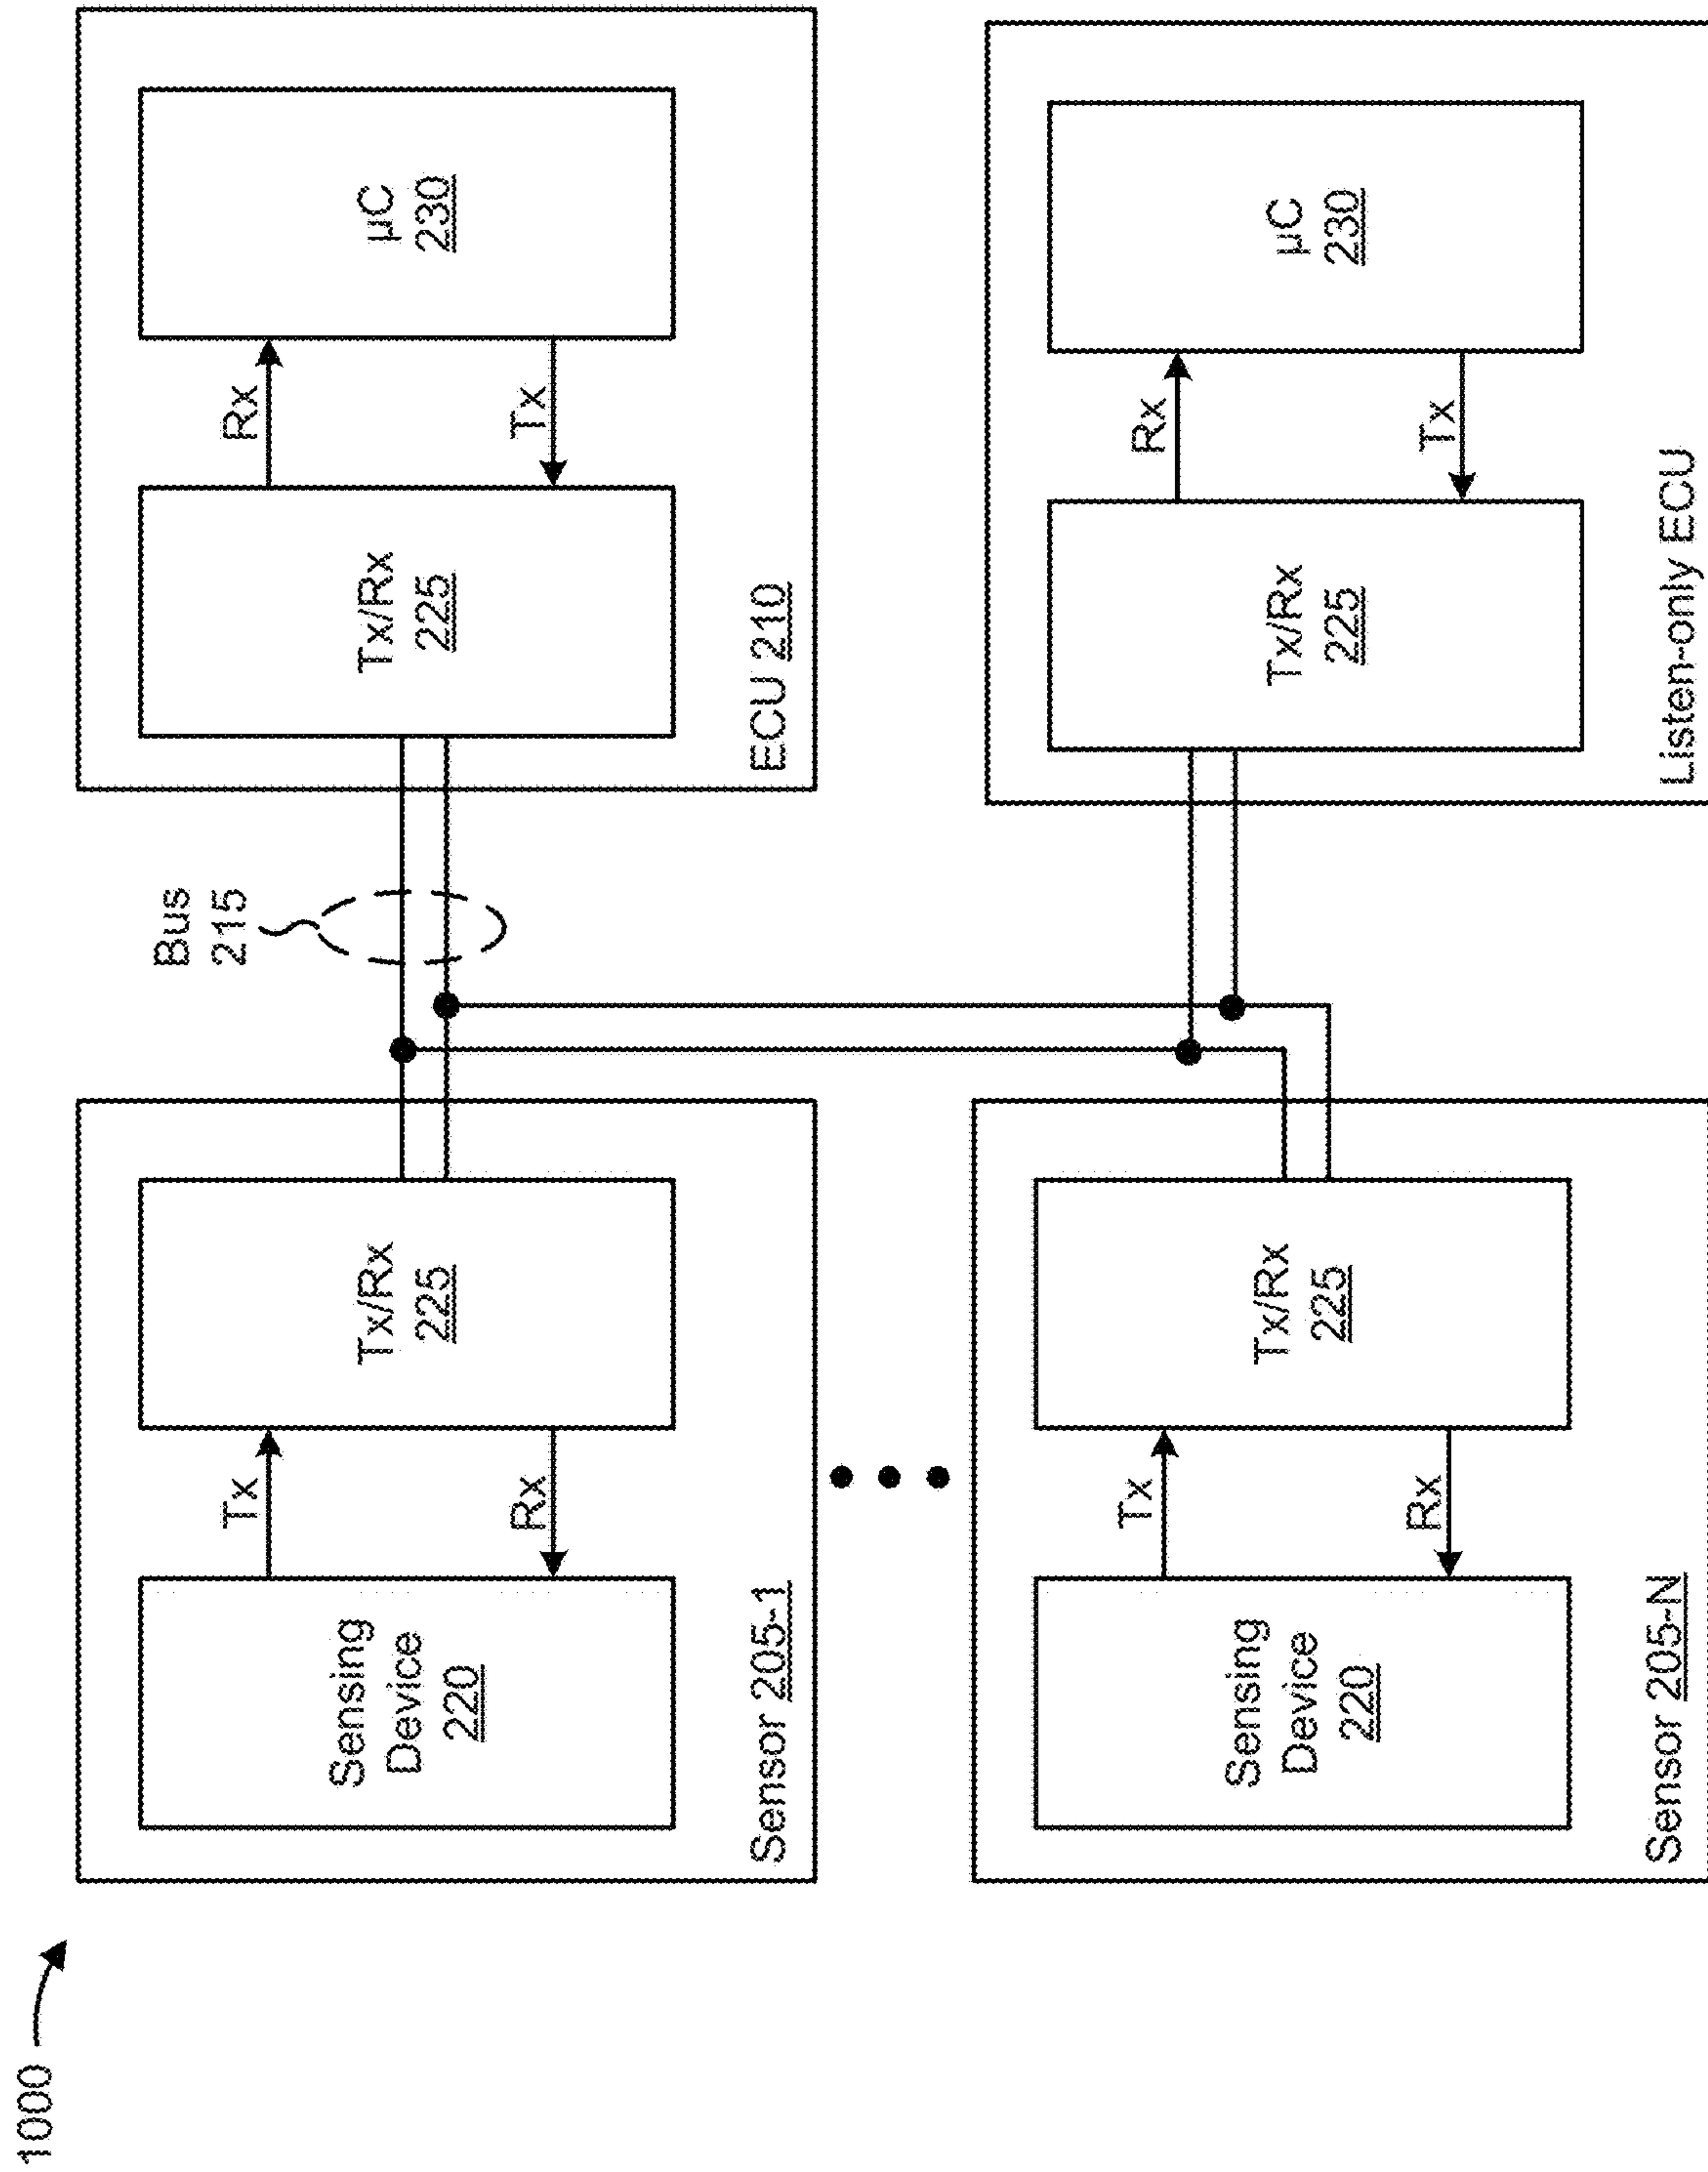 1000
Sensing
Device
220
Tx
Rx
Tx/Rx
225
Sensor 205-1
Bus
215
Tx/Rx
225
Rx
Tx
µC
230
ECU 210
Sensing
Device
220
Tx
Rx
Tx/Rx
225
Sensor 205-N
Tx/Rx
225
Rx
Tx
µC
230
Listen-only ECU